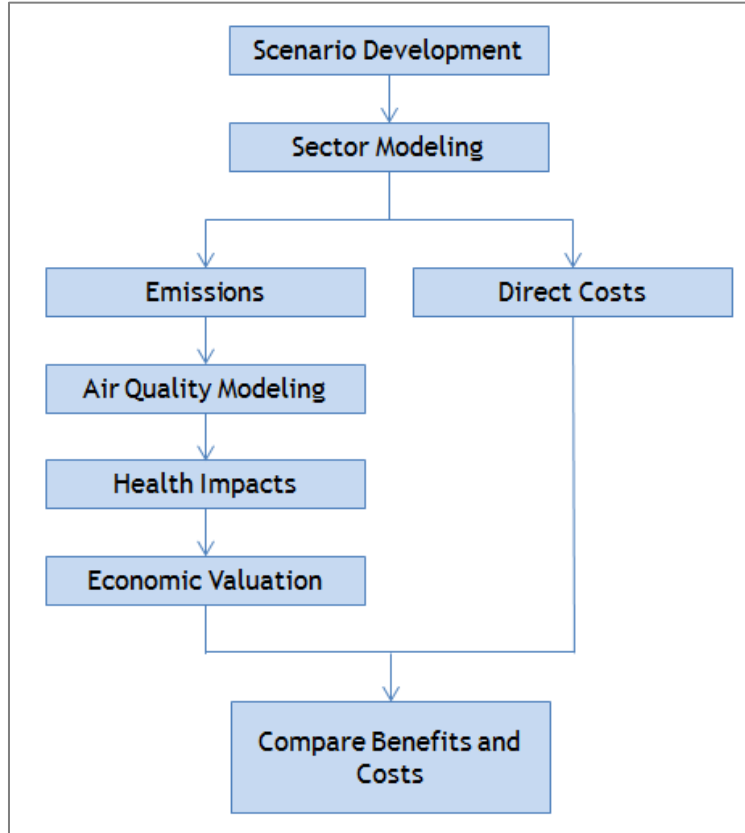 Scenario Development
Sector Modeling
Emissions
Direct Costs
Air Quality Modeling
Health Impacts
Economic Valuation
Compare Benefits and
Costs